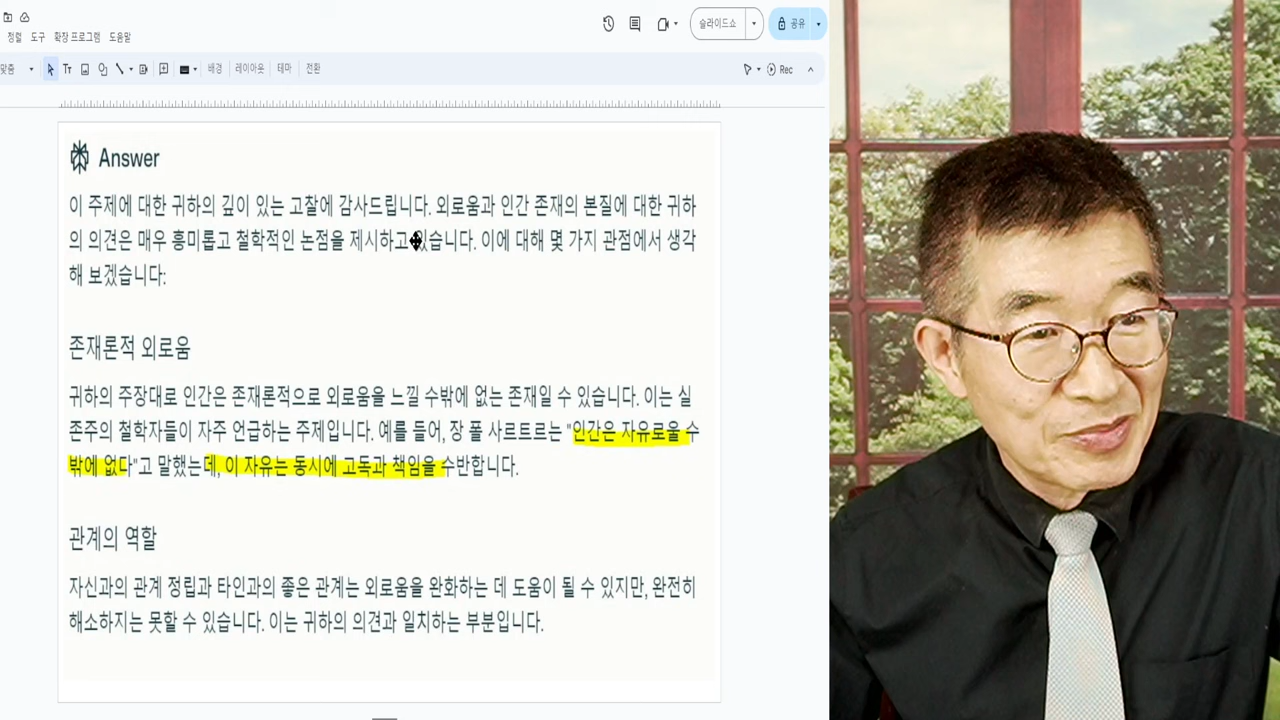 정렬 도구 확장 프로그램 도움말
슬라이드쇼
공유
맞춤
배경 레이아웃 테마 전환
Rec
Answer
이 주제에 대한 귀하의 깊이 있는 고찰에 감사드립니다. 외로움과 인간 존재의 본질에 대한 귀하
의 의견은 매우 흥미롭고 철학적인 논점을 제시하고 있습니다. 이에 대해 몇 가지 관점에서 생각
해 보겠습니다:
존재론적 외로움
귀하의 주장대로 인간은 존재론적으로 외로움을 느낄 수밖에 없는 존재일 수 있습니다. 이는 실
존주의 철학자들이 자주 언급하는 주제입니다. 예를 들어, 장 폴 사르트르는 "인간은 자유로울 수
밖에 없다"고 말했는데, 이 자유는 동시에 고독과 책임을 수반합니다.
관계의 역할
자신과의 관계 정립과 타인과의 좋은 관계는 외로움을 완화하는 데 도움이 될 수 있지만, 완전히
해소하지는 못할 수 있습니다. 이는 귀하의 의견과 일치하는 부분입니다.